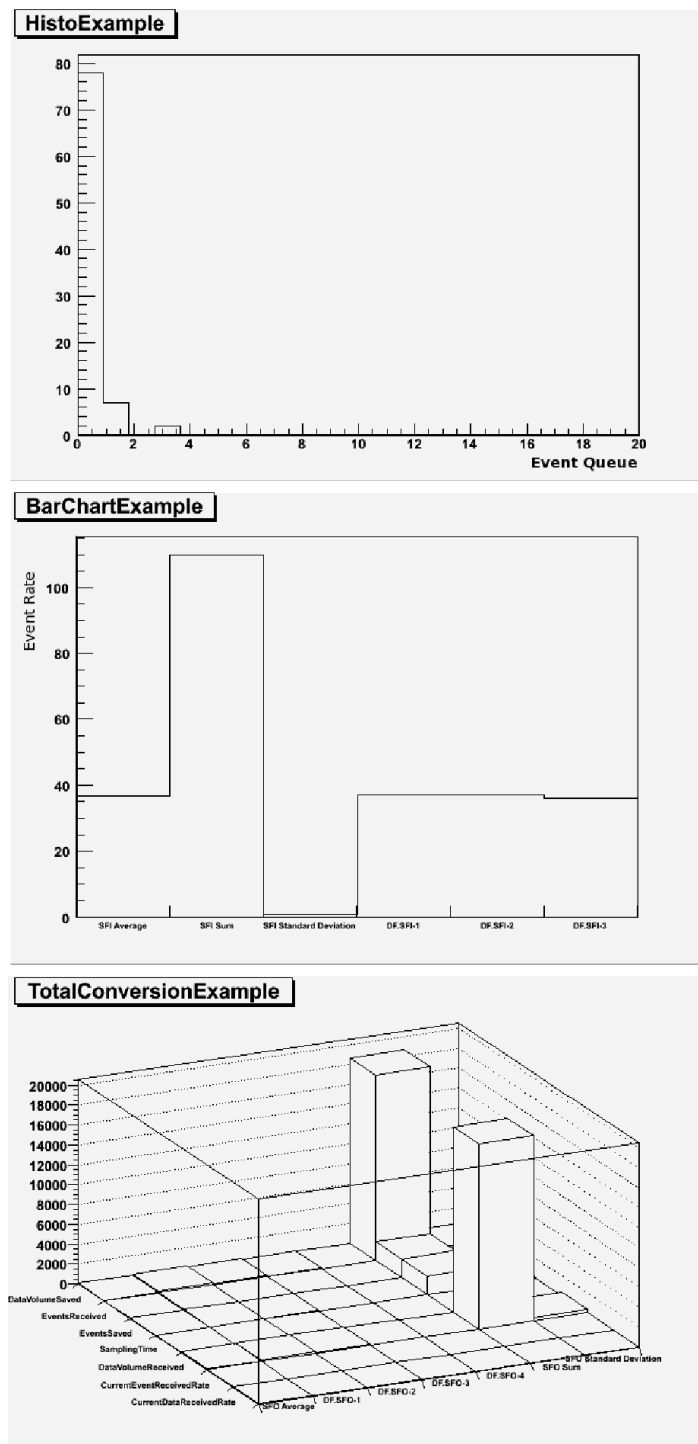 HistoExample
80
70
60
50
40
30
20
10
0
0 2 4 6 8 10 12 14 16 18 20
Event Queue
BarChartExample
Event Rate
100
80
60
40
20
0
SFI Average SFI Sum SFI Standard Deviation DF.SFI-1 DF.SFI-2 DF.SFI-3
TotalConversionExample
20000
18000
16000
14000
12000
10000
8000
6000
4000
2000
0
DataVolumeSaved
EventsReceived
EventsSaved
SamplingTime
DataVolumeReceived
CurrentEventReceivedRate
CurrentDataReceivedRate
SFO Average
DF.SFO-1
DF.SFO-2
DF.SFO-3
DF.SFO-4
SFO Sum
SFO Standard Deviation